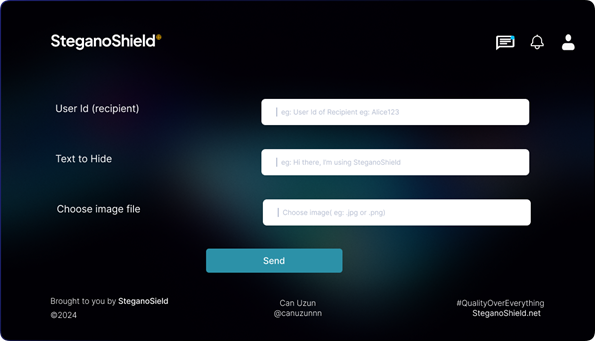 SteganoShield
User Id (recipient)
eg: User Id of Recipient eg: Alice123
Text to Hide
eg: Hi there, I'm using SteganoShield
Choose image file
Choose image( eg: .jpg or .png)
Send
Brought to you by SteganoSield
©2024
Can Uzun
@canuzunnn
#QualityOverEverything
SteganoShield.net